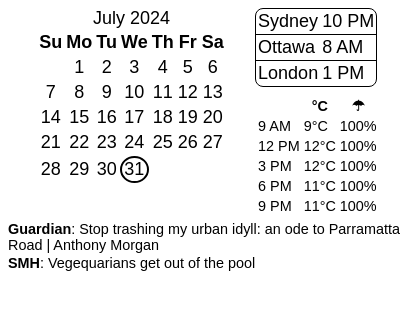 July 2024
Su Mo Tu We Th Fr Sa
1 2 3 4 5 6
7 8 9 10 11 12 13
14 15 16 17 18 19 20
21 22 23 24 25 26 27
28 29 30 31
Sydney 10 PM
Ottawa 8 AM
London 1 PM
°C ☂
9 AM 9°C 100%
12 PM 12°C 100%
3 PM 12°C 100%
6 PM 11°C 100%
9 PM 11°C 100%
Guardian: Stop trashing my urban idyll: an ode to Parramatta
Road | Anthony Morgan
SMH: Vegequarians get out of the pool